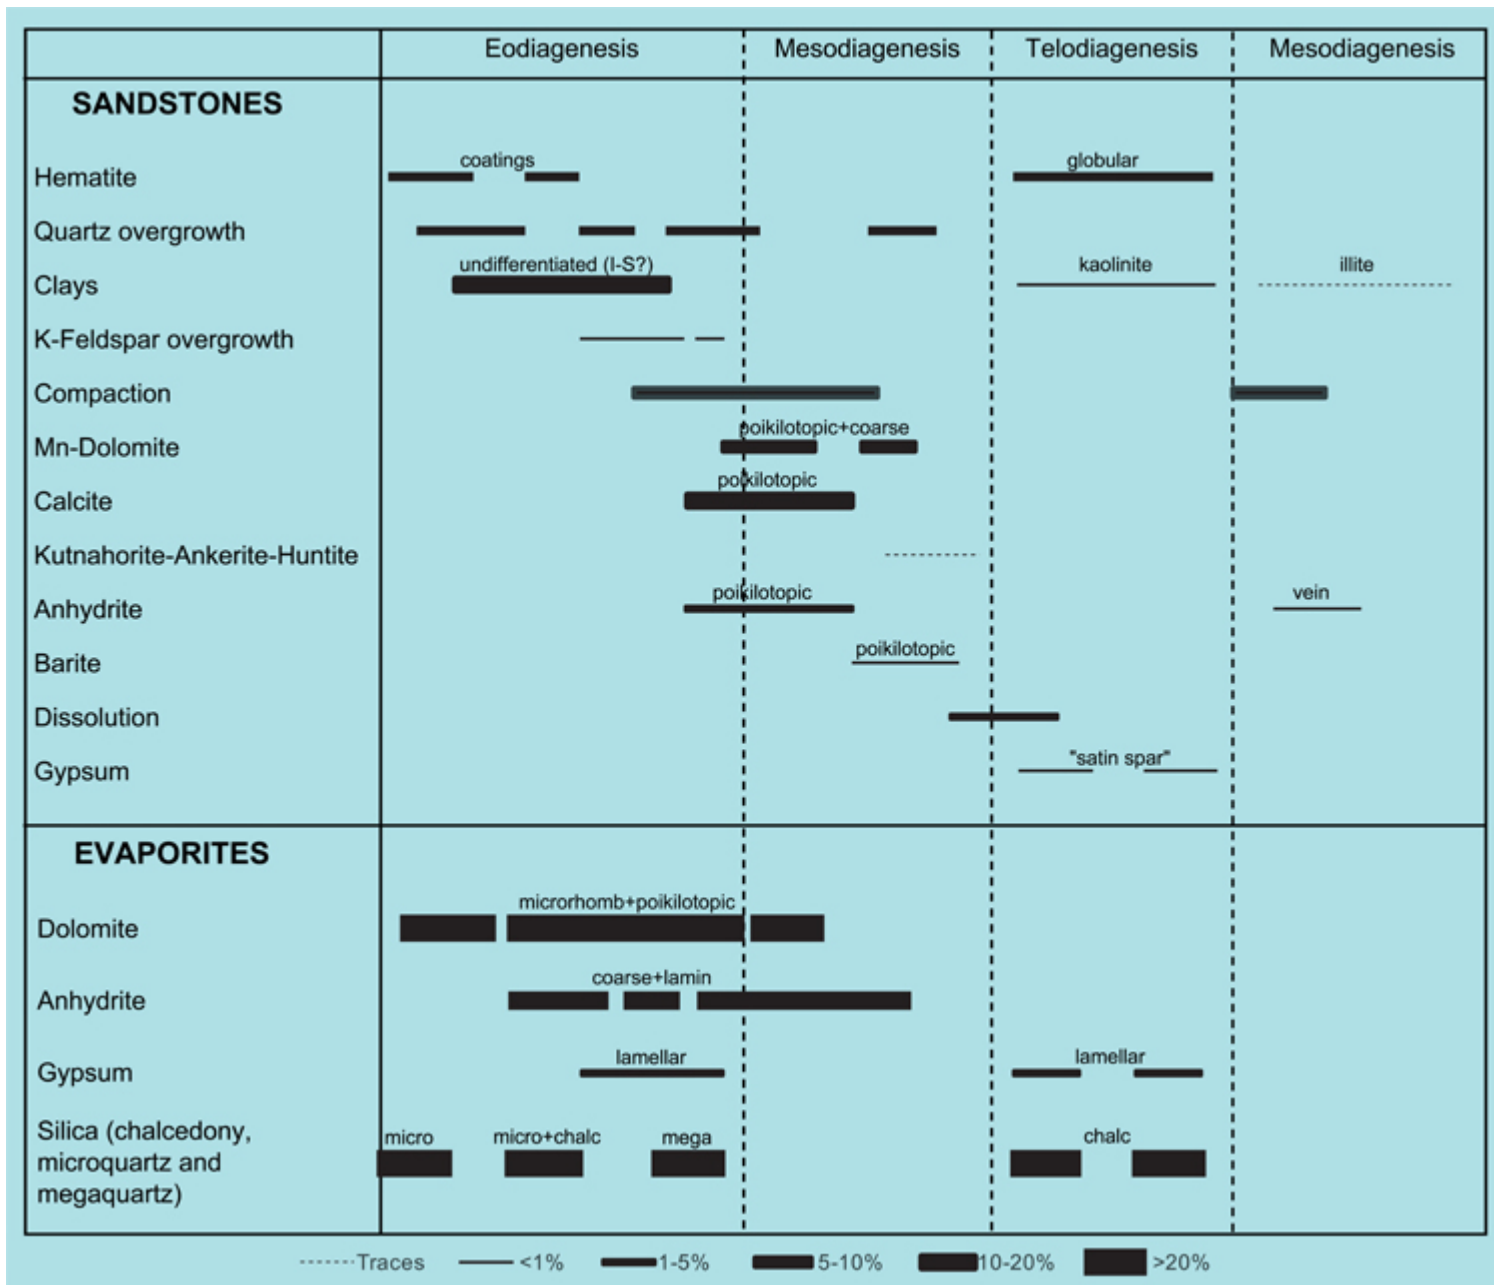 Eodiagenesis Mesodiagenesis Telodiagenesis Mesodiagenesis
SANDSTONES
coatings globular
Hematite
Quartz overgrowth
undifferentiated (I-S?) kaolinite illite
Clays
K-Feldspar overgrowth
Compaction
poikilotopic+coarse
Mn-Dolomite
poikilotopic
Calcite
Kutnahorite-Ankerite-Huntite
poikilotopic vein
Anhydrite
poikilotopic
Barite
Dissolution
"satin spar"
Gypsum
EVAPORITES
microrhomb+poikilotopic
Dolomite
coarse+lamin
Anhydrite
lamellar lamellar
Gypsum
Silica (chalcedony,
micro micro+chalc mega chalc
microquartz and
megaquartz)
Traces <1% 1-5% 5-10% 10-20% >20%